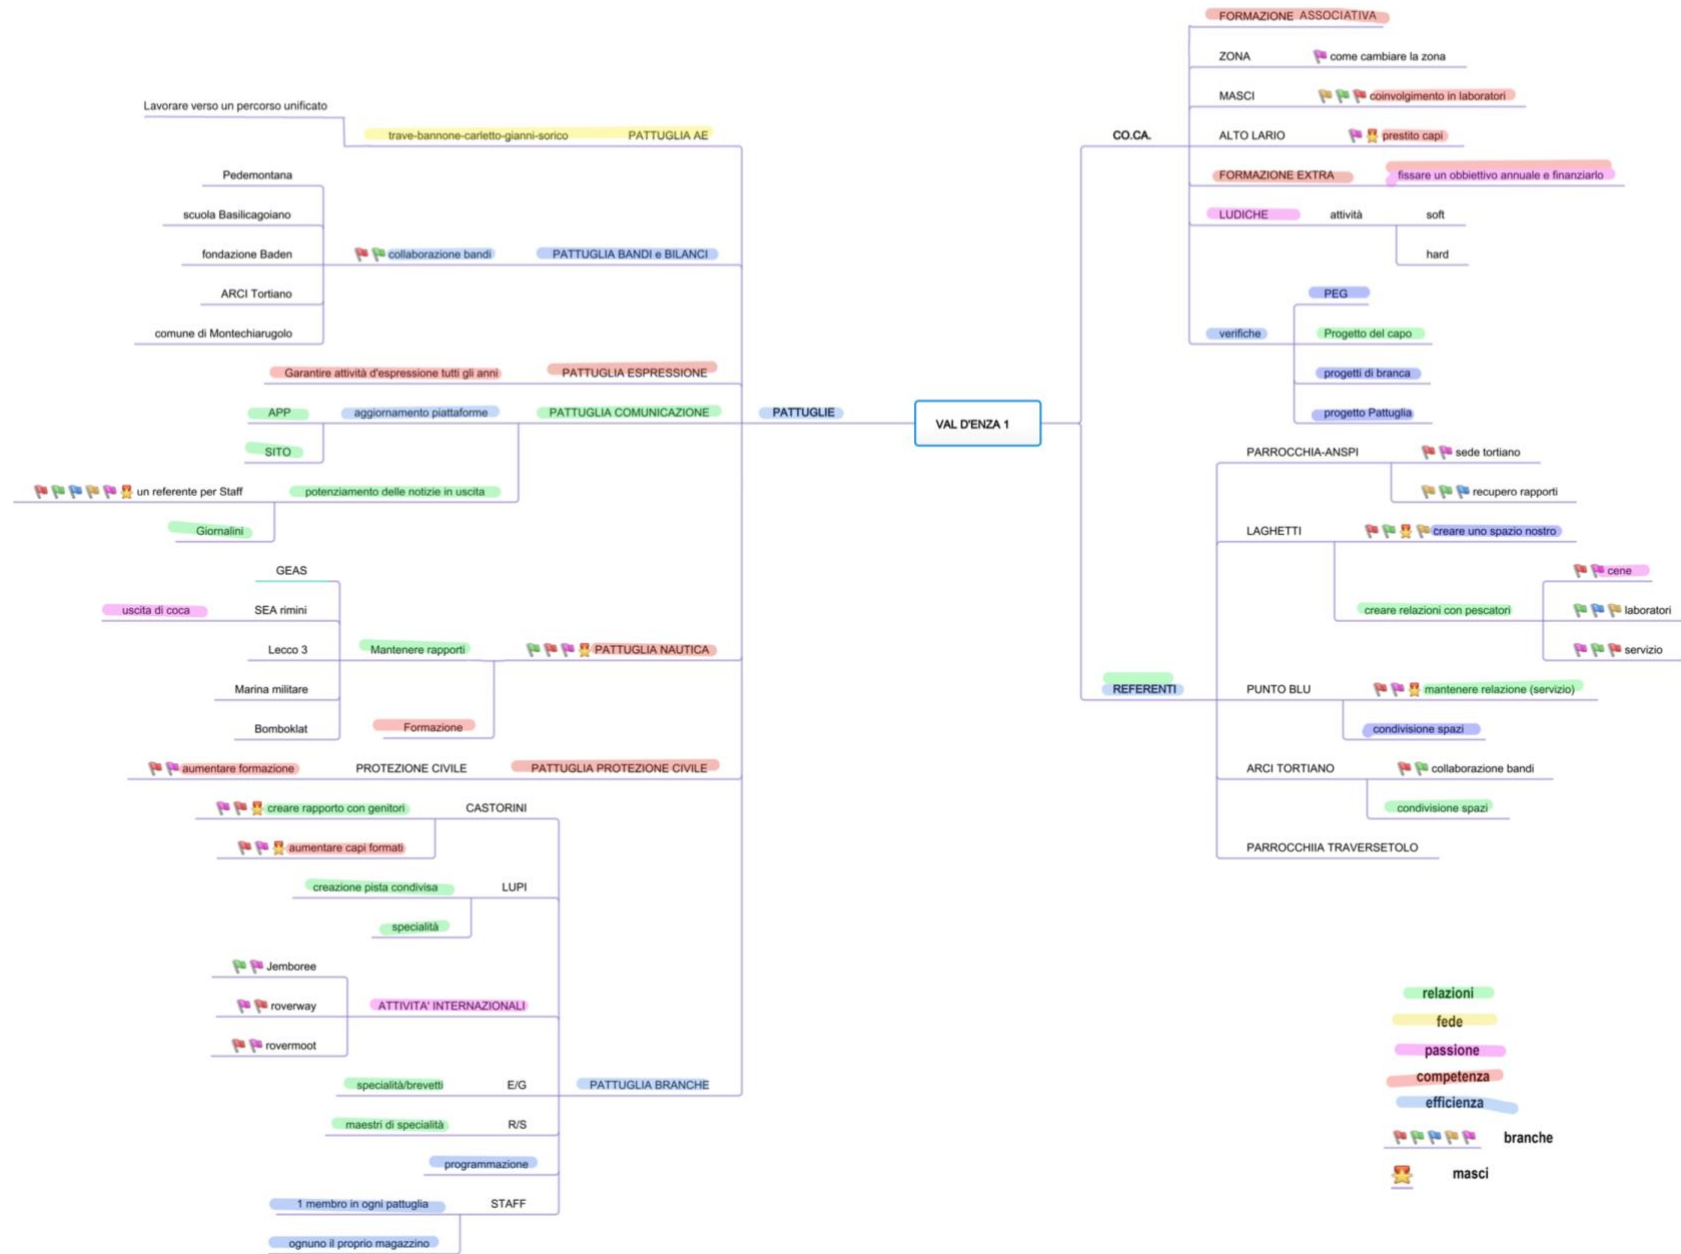 VAL D'ENZA 1
PATTUGLIE
PATTUGLIA AE
trave-bannone-carletto-gianni-sorico
Lavorare verso un percorso unificato
PATTUGLIA BANDI e BILANCI
collaborazione bandi
Pedemontana
scuola Basilicagoiano
fondazione Baden
ARCI Tortiano
comune di Montechiarugolo
PATTUGLIA ESPRESSIONE
Garantire attività d'espressione tutti gli anni
PATTUGLIA COMUNICAZIONE
aggiornamento piattaforme
APP
SITO
potenziamento delle notizie in uscita
un referente per Staff
Giornalini
PATTUGLIA NAUTICA
Mantenere rapporti
GEAS
SEA rimini
uscita di coca
Lecco 3
Marina militare
Bomboklat
Formazione
PATTUGLIA PROTEZIONE CIVILE
PROTEZIONE CIVILE
aumentare formazione
PATTUGLIA BRANCHE
CASTORINI
creare rapporto con genitori
aumentare capi formati
LUPI
creazione pista condivisa
specialità
ATTIVITA' INTERNAZIONALI
Jemboree
roverway
rovermoot
E/G
specialità/brevetti
R/S
maestri di specialità
programmazione
STAFF
1 membro in ogni pattuglia
ognuno il proprio magazzino
CO.CA.
FORMAZIONE ASSOCIATIVA
ZONA
come cambiare la zona
MASCI
coinvolgimento in laboratori
ALTO LARIO
prestito capi
FORMAZIONE EXTRA
fissare un obbiettivo annuale e finanziarlo
LUDICHE
attività
soft
hard
verifiche
PEG
Progetto del capo
progetti di branca
progetto Pattuglia
REFERENTI
PARROCCHIA-ANSPI
sede tortiano
recupero rapporti
LAGHETTI
creare uno spazio nostro
creare relazioni con pescatori
cene
laboratori
servizio
PUNTO BLU
mantenere relazione (servizio)
condivisione spazi
ARCI TORTIANO
collaborazione bandi
condivisione spazi
PARROCCHIIA TRAVERSETOLO
relazioni
fede
passione
competenza
efficienza
branche
masci